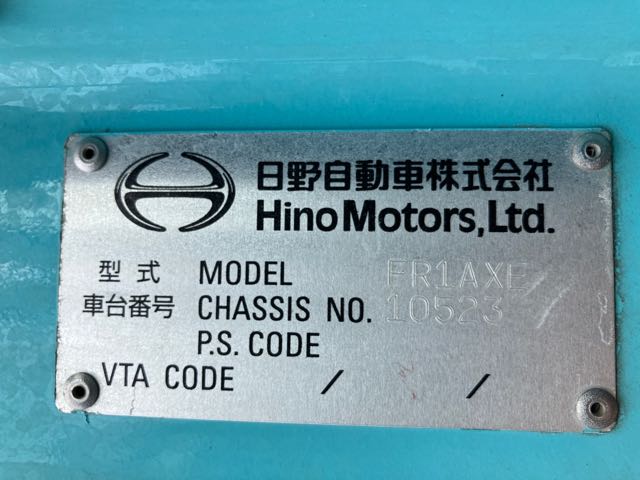 日野自動車株式会社
Hino Motors, Ltd.
型式 MODEL FR1AXE
車台番号 CHASSIS NO. 10523
P.S. CODE
VTA CODE / /